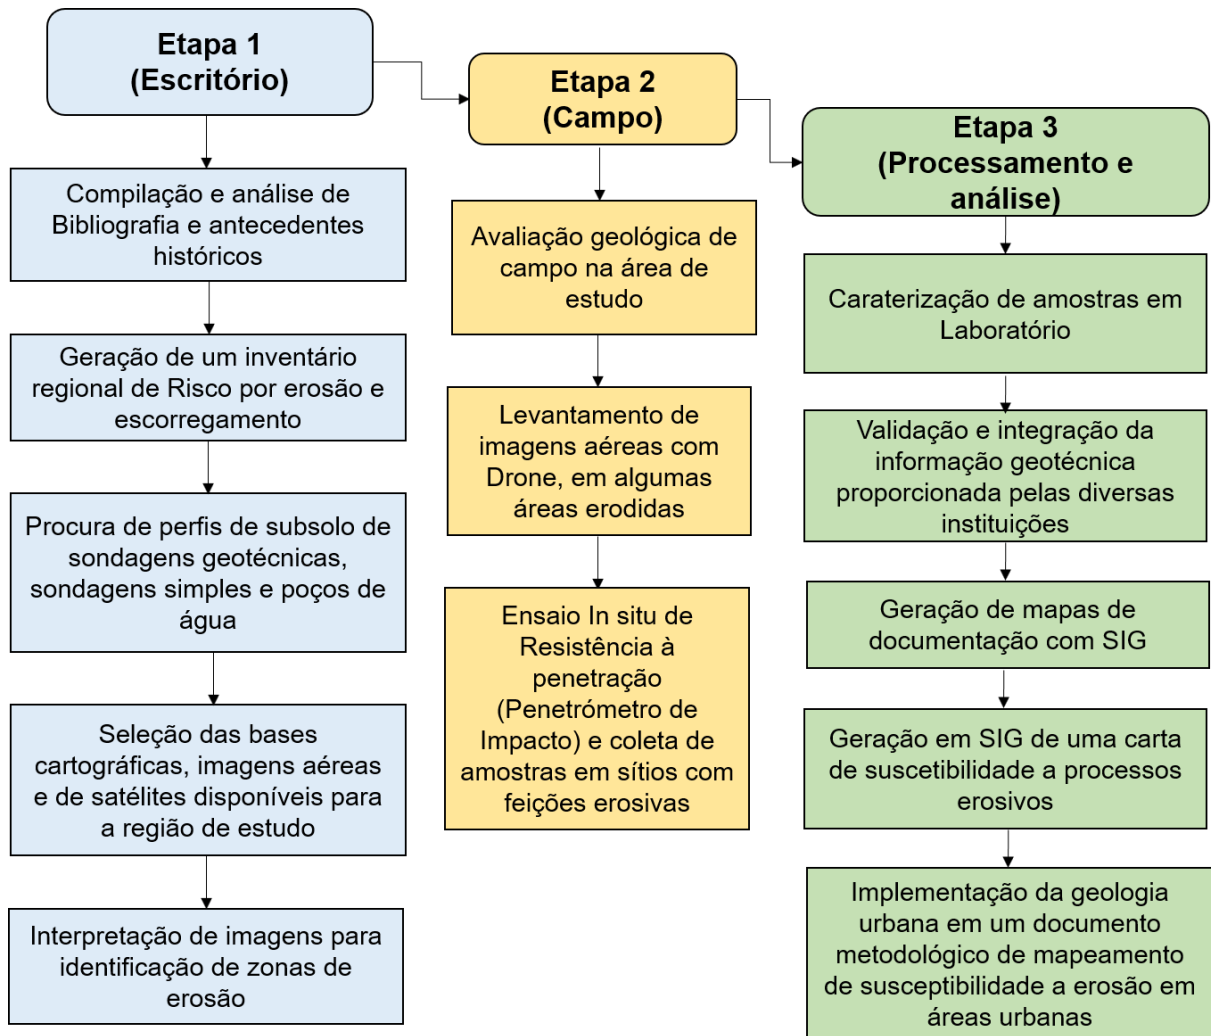 Etapa 1
(Escritório)
Compilação e análise de
Bibliografia e antecedentes
históricos
Geração de um inventário
regional de Risco por erosão e
escorregamento
Procura de perfis de subsolo de
sondagens geotécnicas,
sondagens simples e poços de
água
Seleção das bases
cartográficas, imagens aéreas
e de satélites disponíveis para
a região de estudo
Interpretação de imagens para
identificação de zonas de
erosão
Etapa 2
(Campo)
Avaliação geológica de
campo na área de
estudo
Levantamento de
imagens aéreas com
Drone, em algumas
áreas erodidas
Ensaio In situ de
Resistência à
penetração
(Penetrómetro de
Impacto) e coleta de
amostras em sítios com
feições erosivas
Etapa 3
(Processamento e
análise)
Caraterização de amostras em
Laboratório
Validação e integração da
informação geotécnica
proporcionada pelas diversas
instituições
Geração de mapas de
documentação com SIG
Geração em SIG de uma carta
de suscetibilidade a processos
erosivos
Implementação da geologia
urbana em um documento
metodológico de mapeamento
de susceptibilidade a erosão em
áreas urbanas